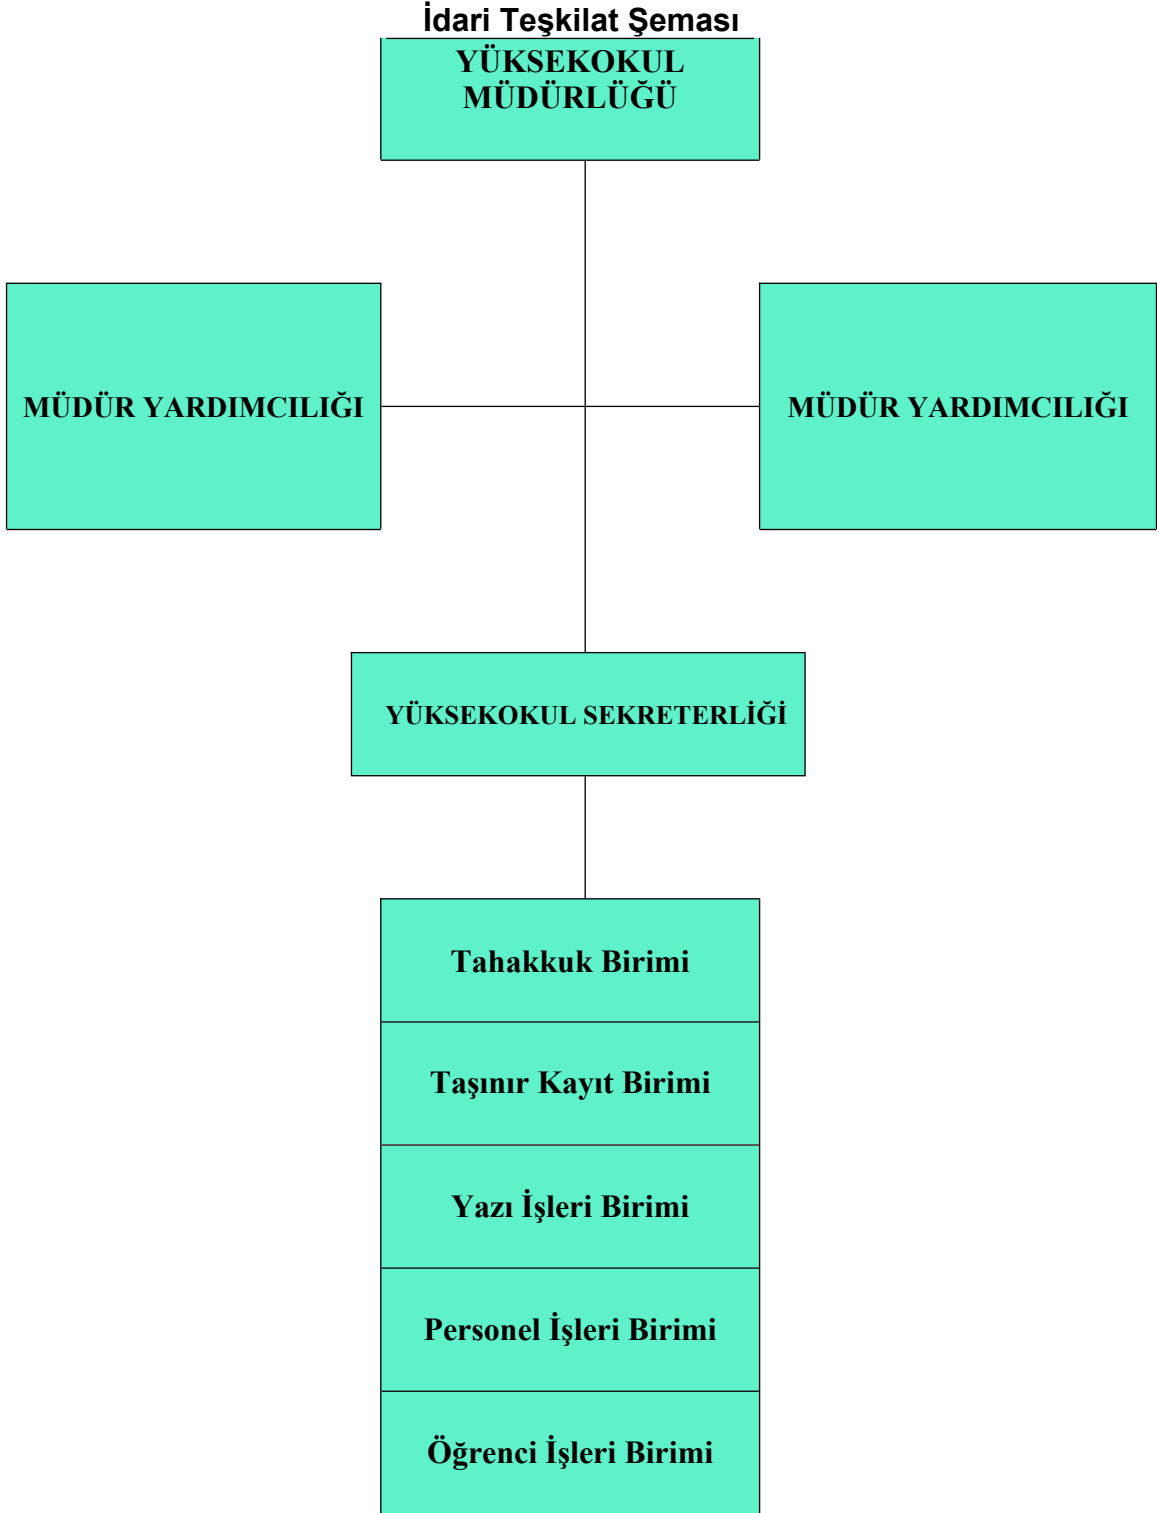 İdari Teşkilat Şeması
YÜKSEKOKUL
MÜDÜRLÜĞÜ
MÜDÜR YARDIMCILIĞI
MÜDÜR YARDIMCILIĞI
YÜKSEKOKUL SEKRETERLİĞİ
Tahakkuk Birimi
Taşınır Kayıt Birimi
Yazı İşleri Birimi
Personel İşleri Birimi
Öğrenci İşleri Birimi